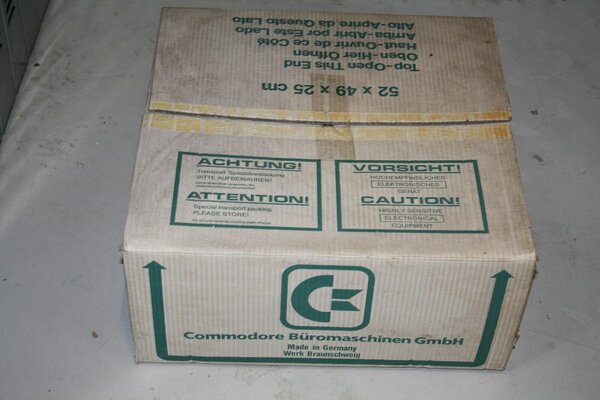 Top-Open This End
Oben-Hier Öffnen
Haut-Ouvrir de ce Côté
Arriba-Abrir por Este Lado
Alto-Aprire da Questo Lato
52 x 49 x 25 cm
ACHTUNG!
Transport-Spezialverpackung
BITTE AUFBEWAHREN!
ATTENTION!
Special transport packing
PLEASE STORE!
VORSICHT!
HOCHEMPFINDLICHES
ELEKTRONISCHES
GERÄT
CAUTION!
HIGHLY SENSITIVE
ELECTRONICAL
EQUIPMENT
Commodore Büromaschinen GmbH
Made in Germany
Werk Braunschweig